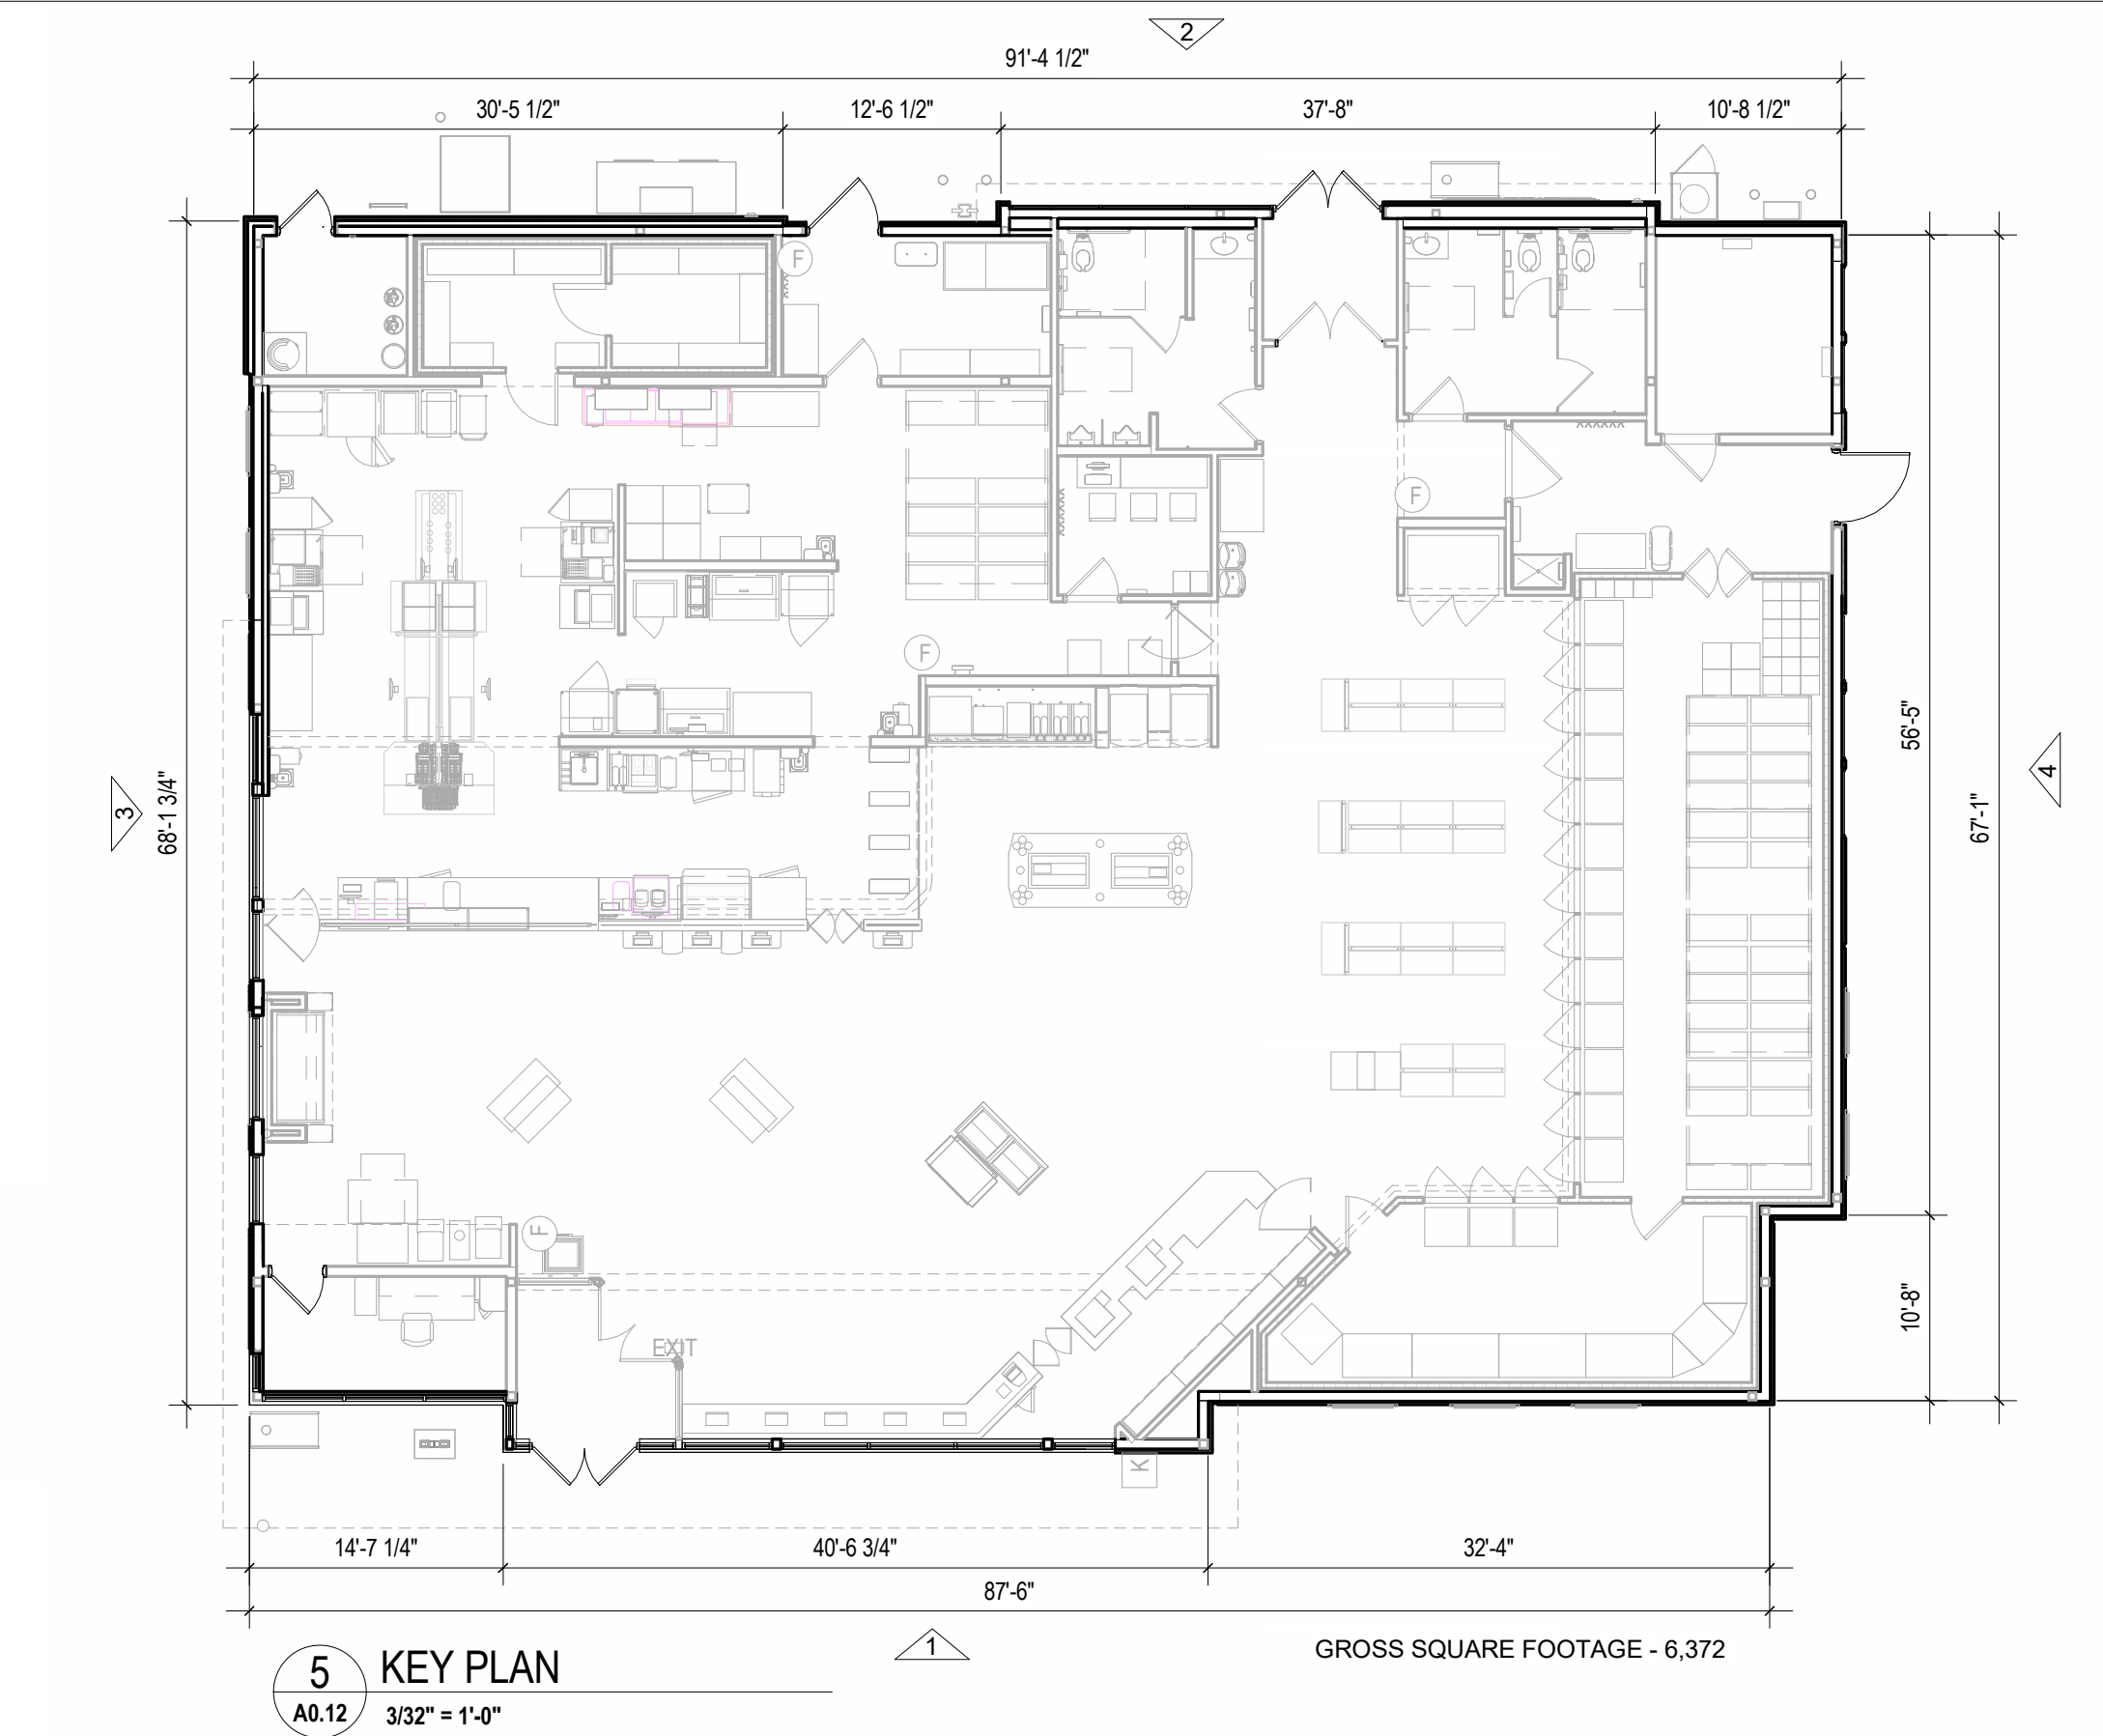 2
91'-4 1/2"
30'-5 1/2"
12'-6 1/2"
37'-8"
10'-8 1/2"
F
F
F
56'-5"
67'-1"
68'-1 3/4"
3
4
F
EXIT
10'-8"
K
14'-7 1/4"
40'-6 3/4"
32'-4"
87'-6"
1
GROSS SQUARE FOOTAGE - 6,372
5
KEY PLAN
A0.12
3/32" = 1'-0"